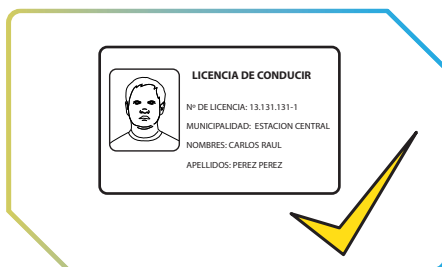 LICENCIA DE CONDUCIR
Nº DE LICENCIA: 13.131.131-1
MUNICIPALIDAD: ESTACION CENTRAL
NOMBRES: CARLOS RAUL
APELLIDOS: PEREZ PEREZ